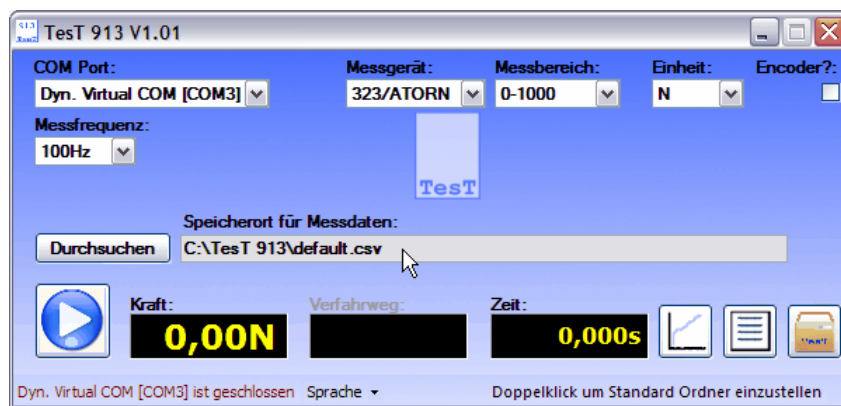 TesT 913 V1.01
COM Port: Messgerät: Messbereich: Einheit: Encoder?:
Dyn. Virtual COM [COM3] 323/ATORN 0-1000 N
Messfrequenz:
100Hz
TesT
Speicherort für Messdaten:
Durchsuchen C:\TesT 913\default.csv
Kraft: Verfahrweg: Zeit:
0,00N 0,000s
Dyn. Virtual COM [COM3] ist geschlossen Sprache Doppelklick um Standard Ordner einzustellen